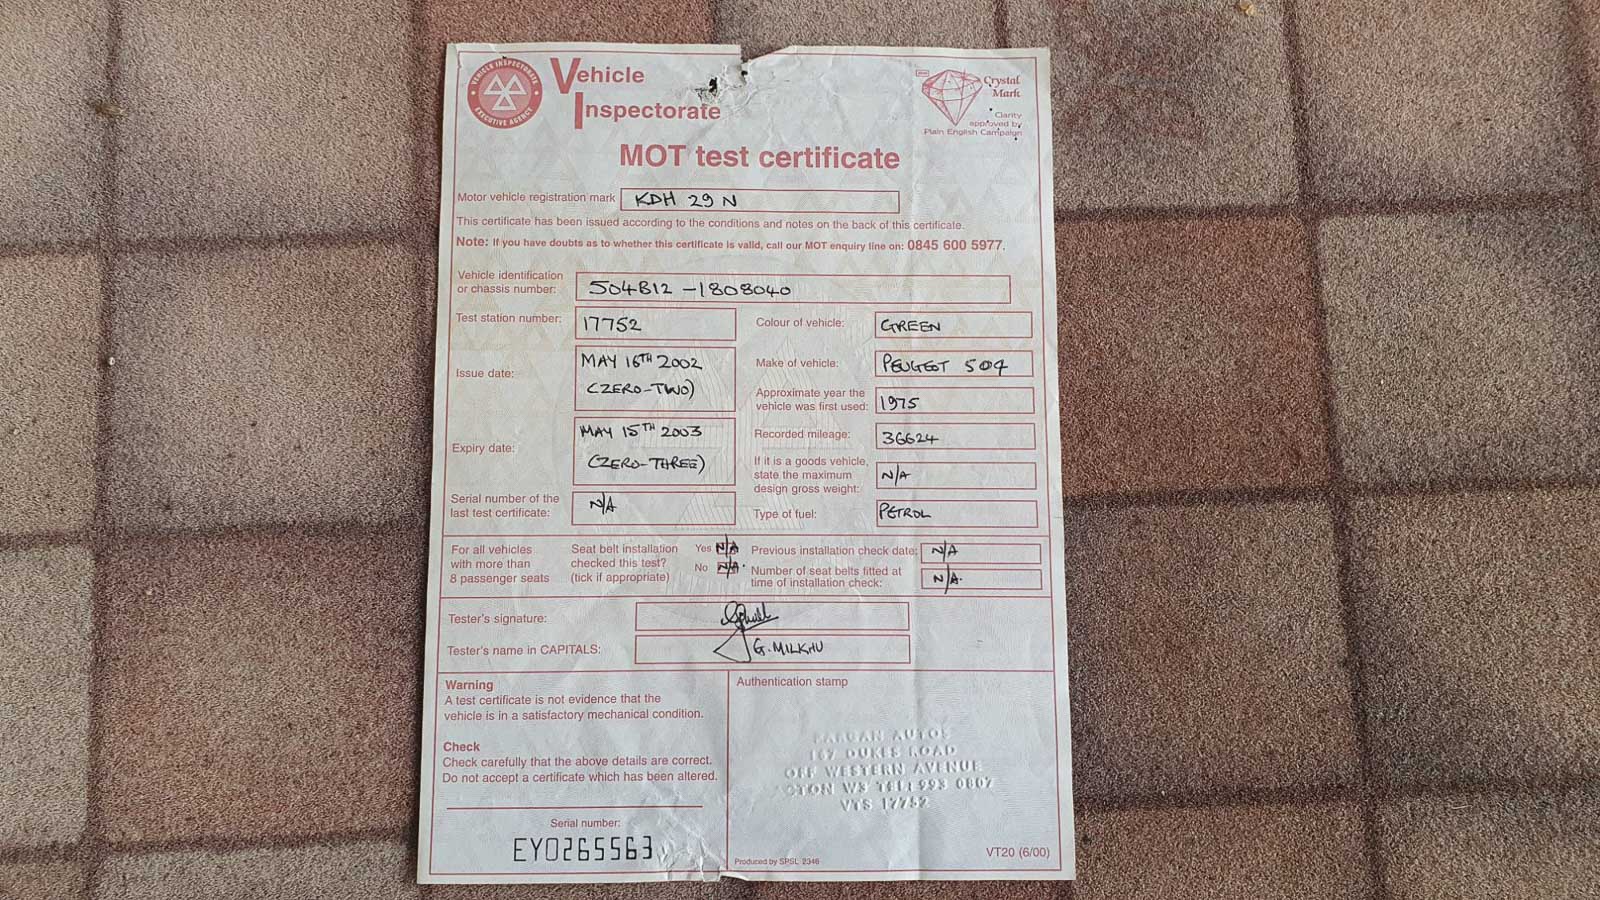 VEHICLE INSPECTORATE
EXECUTIVE AGENCY
Vehicle
Inspectorate
Crystal
Mark
Clarity
approved by
Plain English Campaign
MOT test certificate
Motor vehicle registration mark KDH 29 N
This certificate has been issued according to the conditions and notes on the back of this certificate.
Note: If you have doubts as to whether this certificate is valid, call our MOT enquiry line on: 0845 600 5977.
Vehicle identification
or chassis number: 504B12 -1808040
Test station number: 17752
Colour of vehicle: GREEN
Issue date: MAY 16TH 2002
(ZERO-TWO)
Make of vehicle: PEUGEOT 504
Approximate year the
vehicle was first used: 1975
Expiry date: MAY 15TH 2003
(ZERO-THREE)
Recorded mileage: 36624
If it is a goods vehicle,
state the maximum
design gross weight: N/A
Serial number of the
last test certificate: N/A
Type of fuel: PETROL
For all vehicles
with more than
8 passenger seats
Seat belt installation
checked this test?
(tick if appropriate)
Yes N/A
No N/A.
Previous installation check date: N/A
Number of seat belts fitted at
time of installation check: N/A.
Tester's signature:
Tester's name in CAPITALS: G. MILKHU
Warning
A test certificate is not evidence that the
vehicle is in a satisfactory mechanical condition.
Check
Check carefully that the above details are correct.
Do not accept a certificate which has been altered.
Serial number:
EY0265563
Authentication stamp
AUTOS
167 DUKES ROAD
OFF WESTERN AVENUE
CTON W3 TEL: 993 0807
VTS 17752
Produced by SPSL 2346
VT20 (6/00)